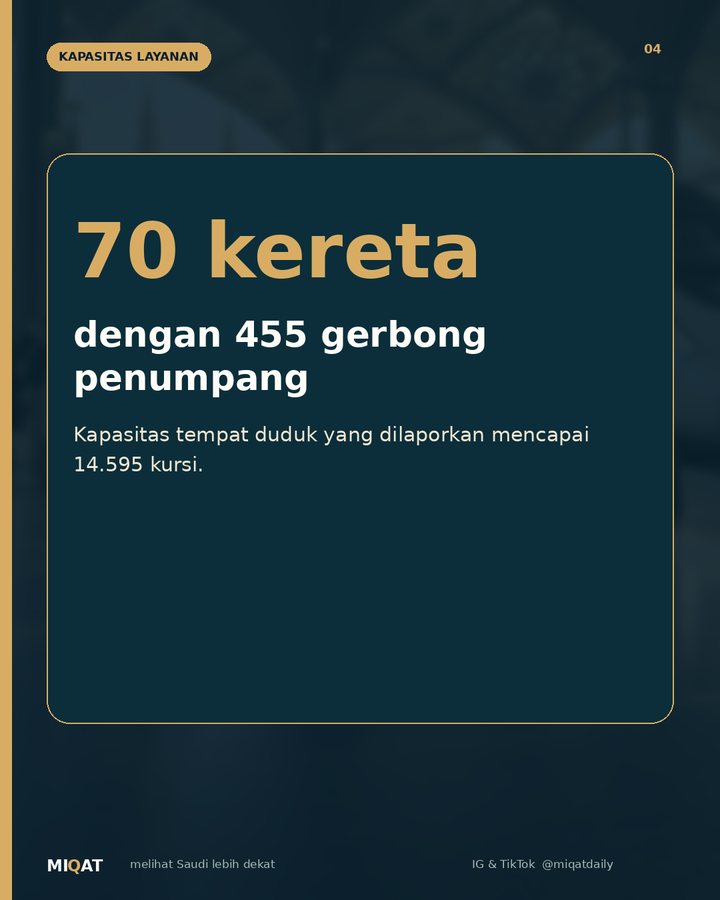 KAPASITAS LAYANAN
04
70 kereta
dengan 455 gerbong
penumpang
Kapasitas tempat duduk yang dilaporkan mencapai
14.595 kursi.
MIQAT
melihat Saudi lebih dekat
IG & TikTok @miqatdaily